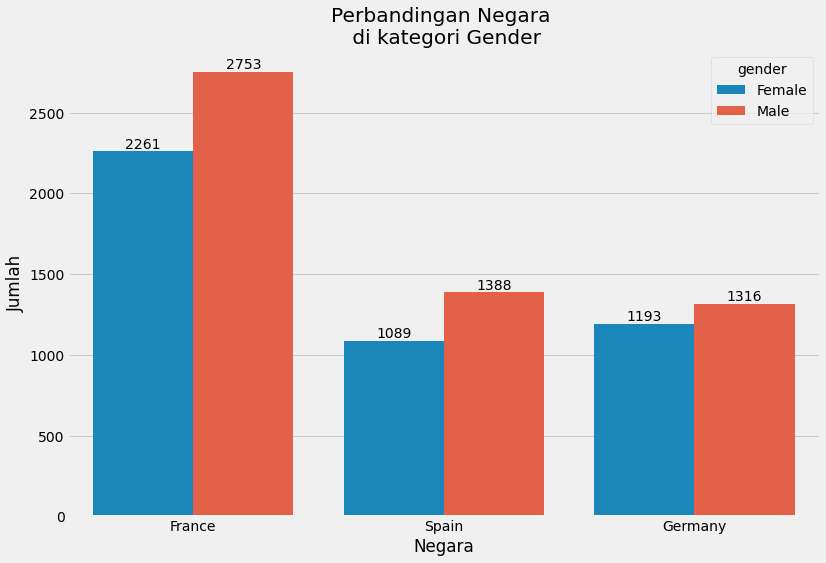 Perbandingan Negara
di kategori Gender
gender
Female
Male
2753
2261
1388
1089
1316
1193
2500
2000
1500
1000
500
0
Jumlah
France
Spain
Germany
Negara